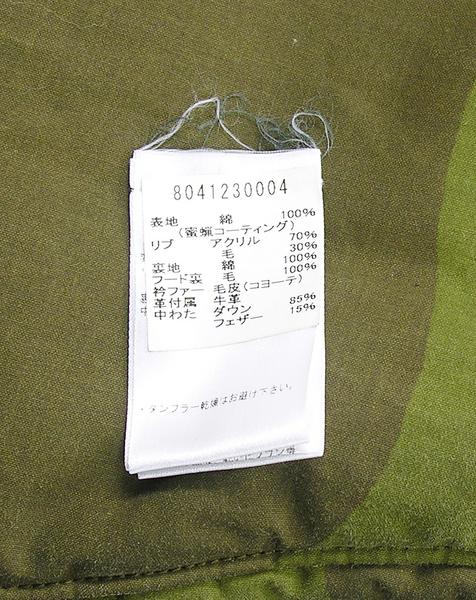 8041230004
表地 綿 100%
(蜜蝋コーティング)
リブ アクリル 70%
毛 30%
裏地 綿 100%
フード裏 毛 100%
衿ファー 毛皮(コヨーテ)
革付属 牛革
中わた ダウン 85%
フェザー 15%
・タンブラー乾燥はお避け下さい。